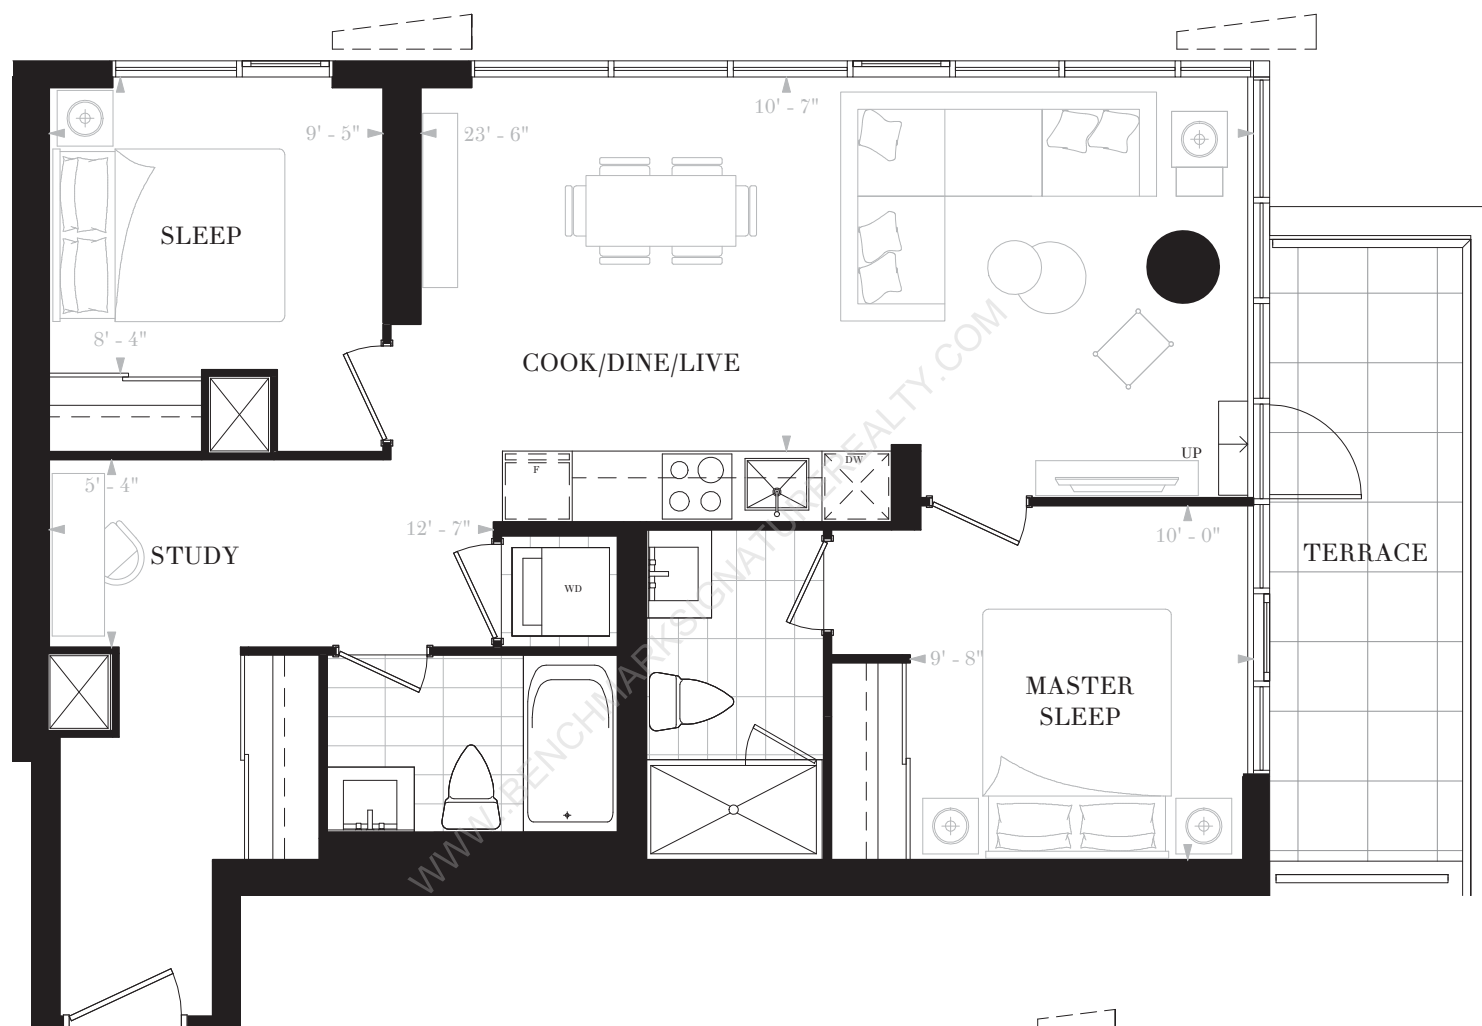 10' - 7"
9' - 5"
23' - 6"
SLEEP
8' - 4"
COOK/DINE/LIVE
UP
F
DW
5' - 4"
12' - 7"
10' - 0"
STUDY
TERRACE
WD
9' - 8"
MASTER
SLEEP
WWW.BENCHMARKSIGNATUREREALTY.COM